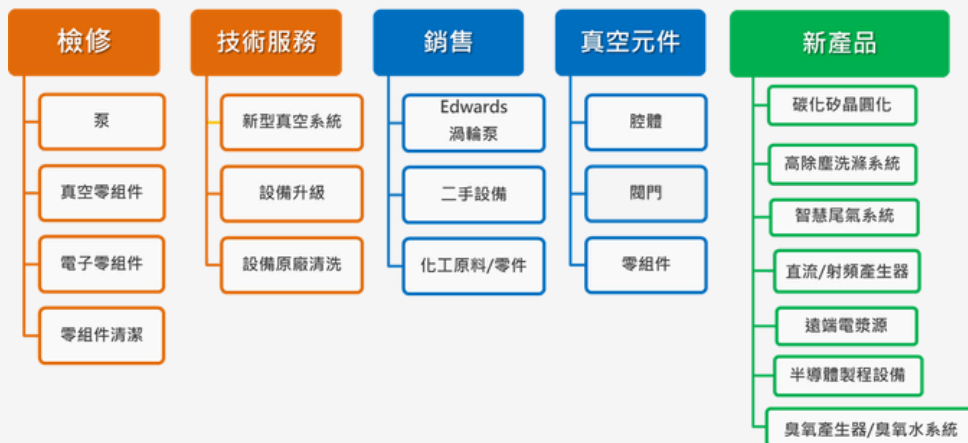 檢修
泵
真空零組件
電子零組件
零組件清潔
技術服務
新型真空系統
設備升級
設備原廠清洗
銷售
Edwards
渦輪泵
二手設備
化工原料/零件
真空元件
腔體
閥門
零組件
新產品
碳化矽晶圓化
高除塵洗滌系統
智慧尾氣系統
直流/射頻產生器
遠端電漿源
半導體製程設備
臭氧產生器/臭氧水系統